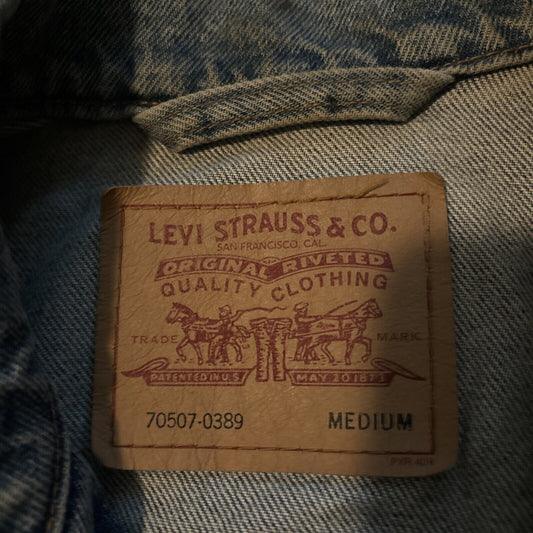 LEVI STRAUSS & CO.
SAN FRANCISCO, CAL.
ORIGINAL RIVETED
QUALITY CLOTHING
TRADE MARK
PATENTED IN U.S. MAY 20 1873
70507-0389 MEDIUM